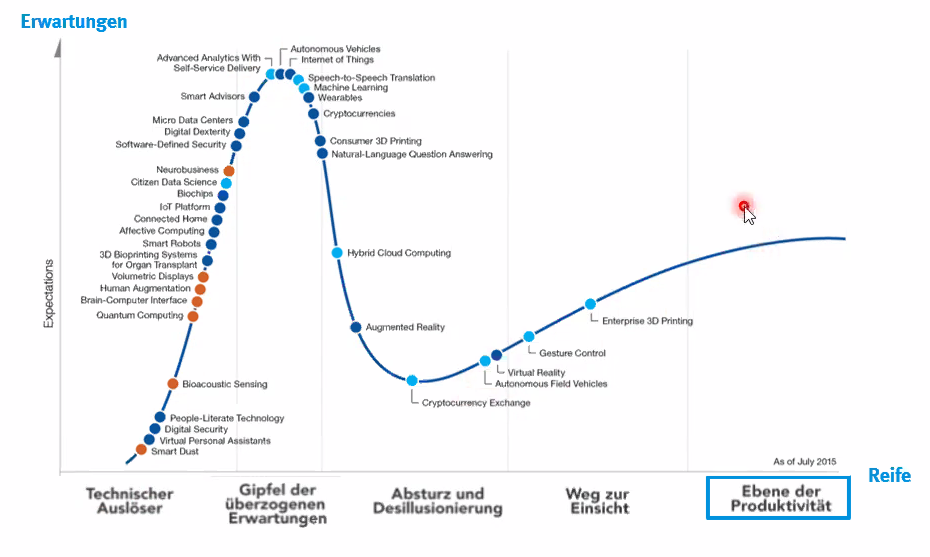 Erwartungen
Autonomous Vehicles
Advanced Analytics With
Self-Service Delivery
Internet of Things
Speech-to-Speech Translation
Machine Learning
Smart Advisors
Wearables
Cryptocurrencies
Micro Data Centers
Digital Dexterity
Software-Defined Security
Consumer 3D Printing
Natural-Language Question Answering
Neurobusiness
Citizen Data Science
Biochips
IoT Platform
Connected Home
Affective Computing
Smart Robots
3D Bioprinting Systems
for Organ Transplant
Hybrid Cloud Computing
Volumetric Displays
Human Augmentation
Brain-Computer Interface
Quantum Computing
Expectations
Augmented Reality
Enterprise 3D Printing
Gesture Control
Virtual Reality
Autonomous Field Vehicles
Bioacoustic Sensing
Cryptocurrency Exchange
People-Literate Technology
Digital Security
Virtual Personal Assistants
Smart Dust
As of July 2015
Reife
Technischer
Auslöser
Gipfel der
überzogenen
Erwartungen
Absturz und
Desillusionierung
Weg zur
Einsicht
Ebene der
Produktivität